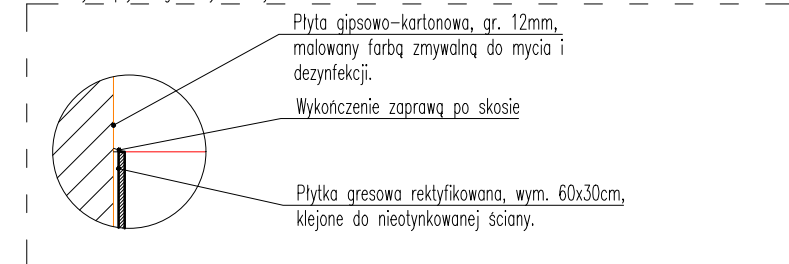 Płyta gipsowo-kartonowa, gr. 12mm,
malowany farbą zmywalną do mycia i
dezynfekcji.
Wykończenie zaprawą po skosie
Płytka gresowa rektyfikowana, wym. 60x30cm,
klejone do nieotynkowanej ściany.